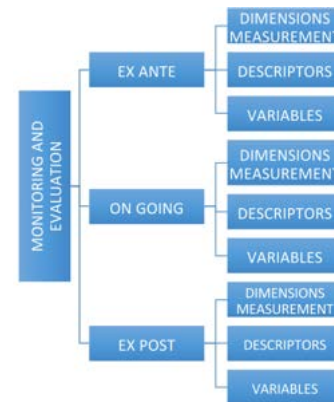 MONITORING AND
EVALUATION
EX ANTE
DIMENSIONS
MEASUREMENT
DESCRIPTORS
VARIABLES
ON GOING
DIMENSIONS
MEASUREMENT
DESCRIPTORS
VARIABLES
EX POST
DIMENSIONS
MEASUREMENT
DESCRIPTORS
VARIABLES